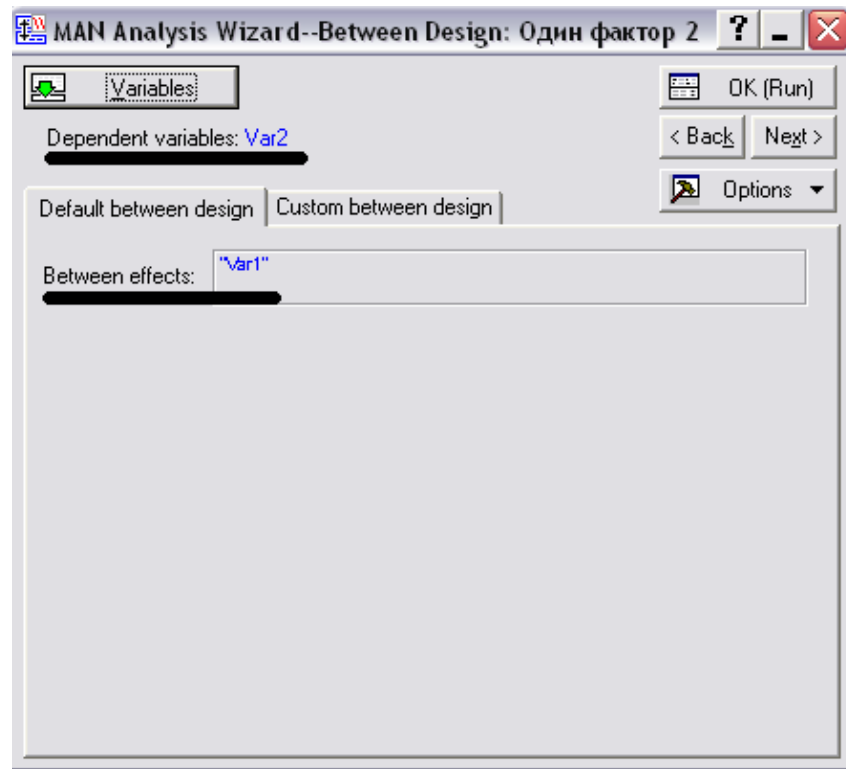 MAN Analysis Wizard--Between Design: Один фактор 2
Variables
OK (Run)
Dependent variables: Var2
< Back
Next >
Options
Default between design
Custom between design
Between effects:
"Var1"